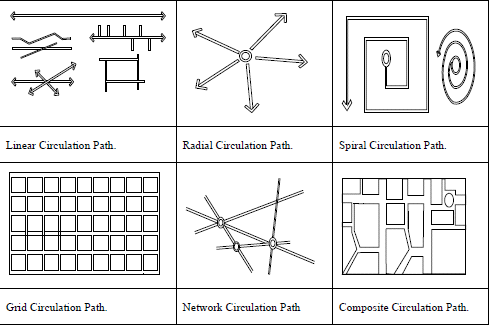 Linear Circulation Path.
Radial Circulation Path.
Spiral Circulation Path.
Grid Circulation Path.
Network Circulation Path
Composite Circulation Path.